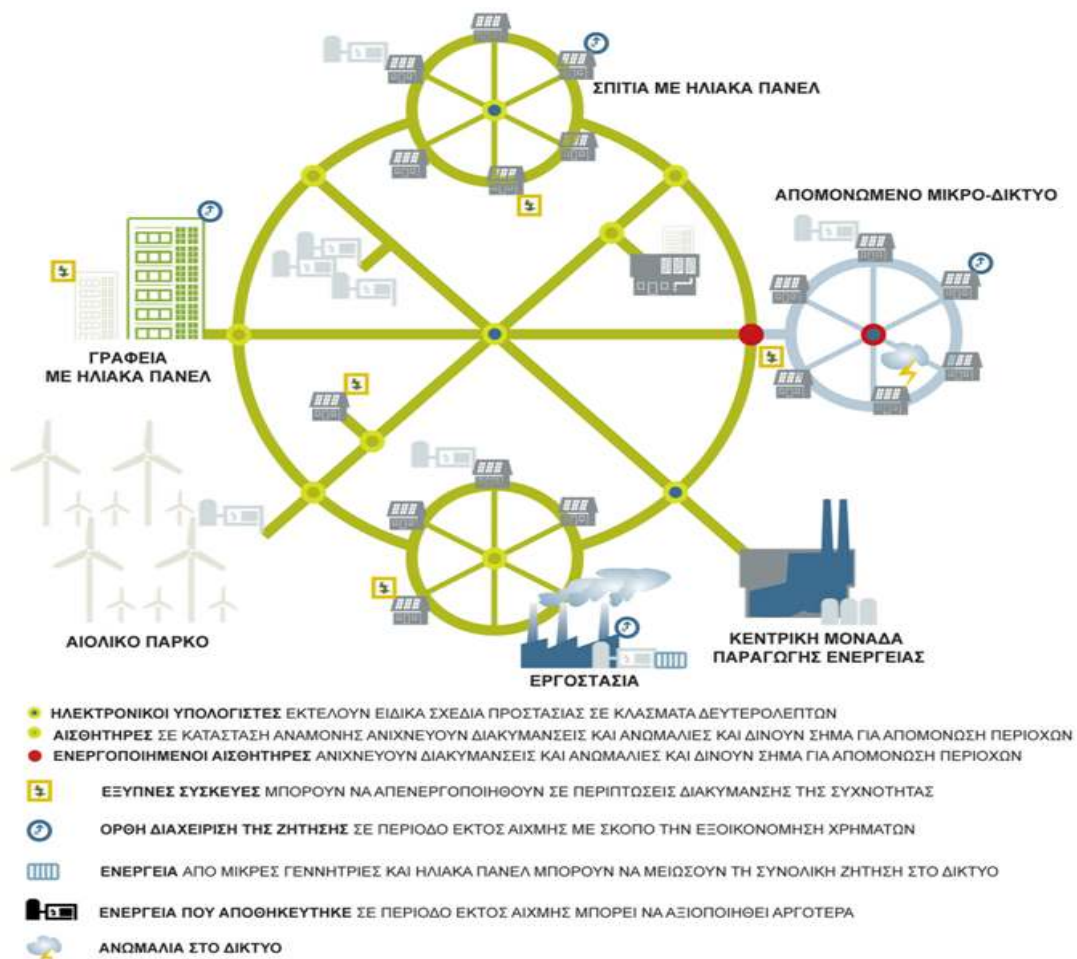 ΣΠΙΤΙΑ ΜΕ ΗΛΙΑΚΑ ΠΑΝΕΛ
ΑΠΟΜΟΝΩΜΕΝΟ ΜΙΚΡΟ-ΔΙΚΤΥΟ
ΓΡΑΦΕΙΑ
ΜΕ ΗΛΙΑΚΑ ΠΑΝΕΛ
ΑΙΟΛΙΚΟ ΠΑΡΚΟ
ΚΕΝΤΡΙΚΗ ΜΟΝΑΔΑ
ΠΑΡΑΓΩΓΗΣ ΕΝΕΡΓΕΙΑΣ
ΕΡΓΟΣΤΑΣΙΑ
ΗΛΕΚΤΡΟΝΙΚΟΙ ΥΠΟΛΟΓΙΣΤΕΣ ΕΚΤΕΛΟΥΝ ΕΙΔΙΚΑ ΣΧΕΔΙΑ ΠΡΟΣΤΑΣΙΑΣ ΣΕ ΚΛΑΣΜΑΤΑ ΔΕΥΤΕΡΟΛΕΠΤΩΝ
ΑΙΣΘΗΤΗΡΕΣ ΣΕ ΚΑΤΑΣΤΑΣΗ ΑΝΑΜΟΝΗΣ ΑΝΙΧΝΕΥΟΥΝ ΔΙΑΚΥΜΑΝΣΕΙΣ ΚΑΙ ΑΝΩΜΑΛΙΕΣ ΚΑΙ ΔΙΝΟΥΝ ΣΗΜΑ ΓΙΑ ΑΠΟΜΟΝΩΣΗ ΠΕΡΙΟΧΩΝ
ΕΝΕΡΓΟΠΟΙΗΜΕΝΟΙ ΑΙΣΘΗΤΗΡΕΣ ΑΝΙΧΝΕΥΟΥΝ ΔΙΑΚΥΜΑΝΣΕΙΣ ΚΑΙ ΑΝΩΜΑΛΙΕΣ ΚΑΙ ΔΙΝΟΥΝ ΣΗΜΑ ΓΙΑ ΑΠΟΜΟΝΩΣΗ ΠΕΡΙΟΧΩΝ
ΕΞΥΠΝΕΣ ΣΥΣΚΕΥΕΣ ΜΠΟΡΟΥΝ ΝΑ ΑΠΕΝΕΡΓΟΠΟΙΗΘΟΥΝ ΣΕ ΠΕΡΙΠΤΩΣΕΙΣ ΔΙΑΚΥΜΑΝΣΗΣ ΤΗΣ ΣΥΧΝΟΤΗΤΑΣ
ΟΡΘΗ ΔΙΑΧΕΙΡΙΣΗ ΤΗΣ ΖΗΤΗΣΗΣ ΣΕ ΠΕΡΙΟΔΟ ΕΚΤΟΣ ΑΙΧΜΗΣ ΜΕ ΣΚΟΠΟ ΤΗΝ ΕΞΟΙΚΟΝΟΜΗΣΗ ΧΡΗΜΑΤΩΝ
ΕΝΕΡΓΕΙΑ ΑΠΟ ΜΙΚΡΕΣ ΓΕΝΝΗΤΡΙΕΣ ΚΑΙ ΗΛΙΑΚΑ ΠΑΝΕΛ ΜΠΟΡΟΥΝ ΝΑ ΜΕΙΩΣΟΥΝ ΤΗ ΣΥΝΟΛΙΚΗ ΖΗΤΗΣΗ ΣΤΟ ΔΙΚΤΥΟ
ΕΝΕΡΓΕΙΑ ΠΟΥ ΑΠΟΘΗΚΕΥΤΗΚΕ ΣΕ ΠΕΡΙΟΔΟ ΕΚΤΟΣ ΑΙΧΜΗΣ ΜΠΟΡΕΙ ΝΑ ΑΞΙΟΠΟΙΗΘΕΙ ΑΡΓΟΤΕΡΑ
ΑΝΩΜΑΛΙΑ ΣΤΟ ΔΙΚΤΥΟ